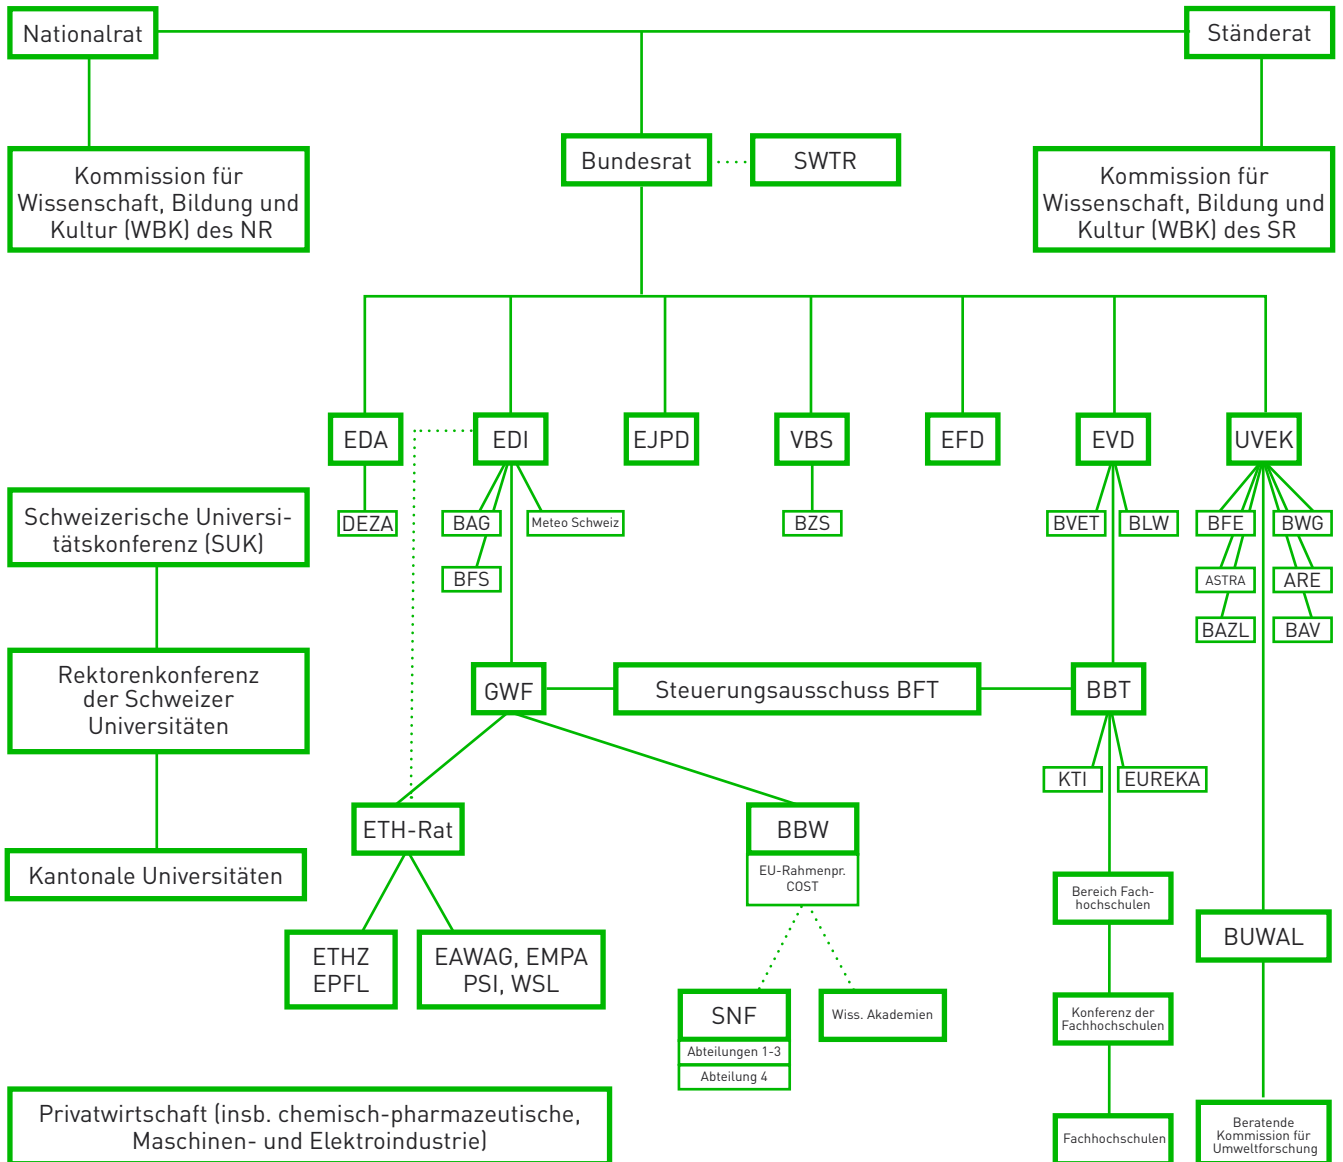 Nationalrat
Ständerat
Bundesrat
SWTR
Kommission für
Wissenschaft, Bildung und
Kultur (WBK) des NR
Kommission für
Wissenschaft, Bildung und
Kultur (WBK) des SR
EDA
EDI
EJPD
VBS
EFD
EVD
UVEK
Schweizerische Universi-
tätskonferenz (SUK)
DEZA
BAG
Meteo Schweiz
BZS
BVET
BLW
BFE
BWG
BFS
ASTRA
ARE
BAZL
BAV
Rektorenkonferenz
der Schweizer
Universitäten
GWF
Steuerungsausschuss BFT
BBT
KTI
EUREKA
ETH-Rat
BBW
EU-Rahmenpr.
COST
Kantonale Universitäten
Bereich Fach-
hochschulen
ETHZ
EPFL
EAWAG, EMPA
PSI, WSL
BUWAL
SNF
Abteilungen 1-3
Abteilung 4
Wiss. Akademien
Konferenz der
Fachhochschulen
Privatwirtschaft (insb. chemisch-pharmazeutische,
Maschinen- und Elektroindustrie)
Fachhochschulen
Beratende
Kommission für
Umweltforschung